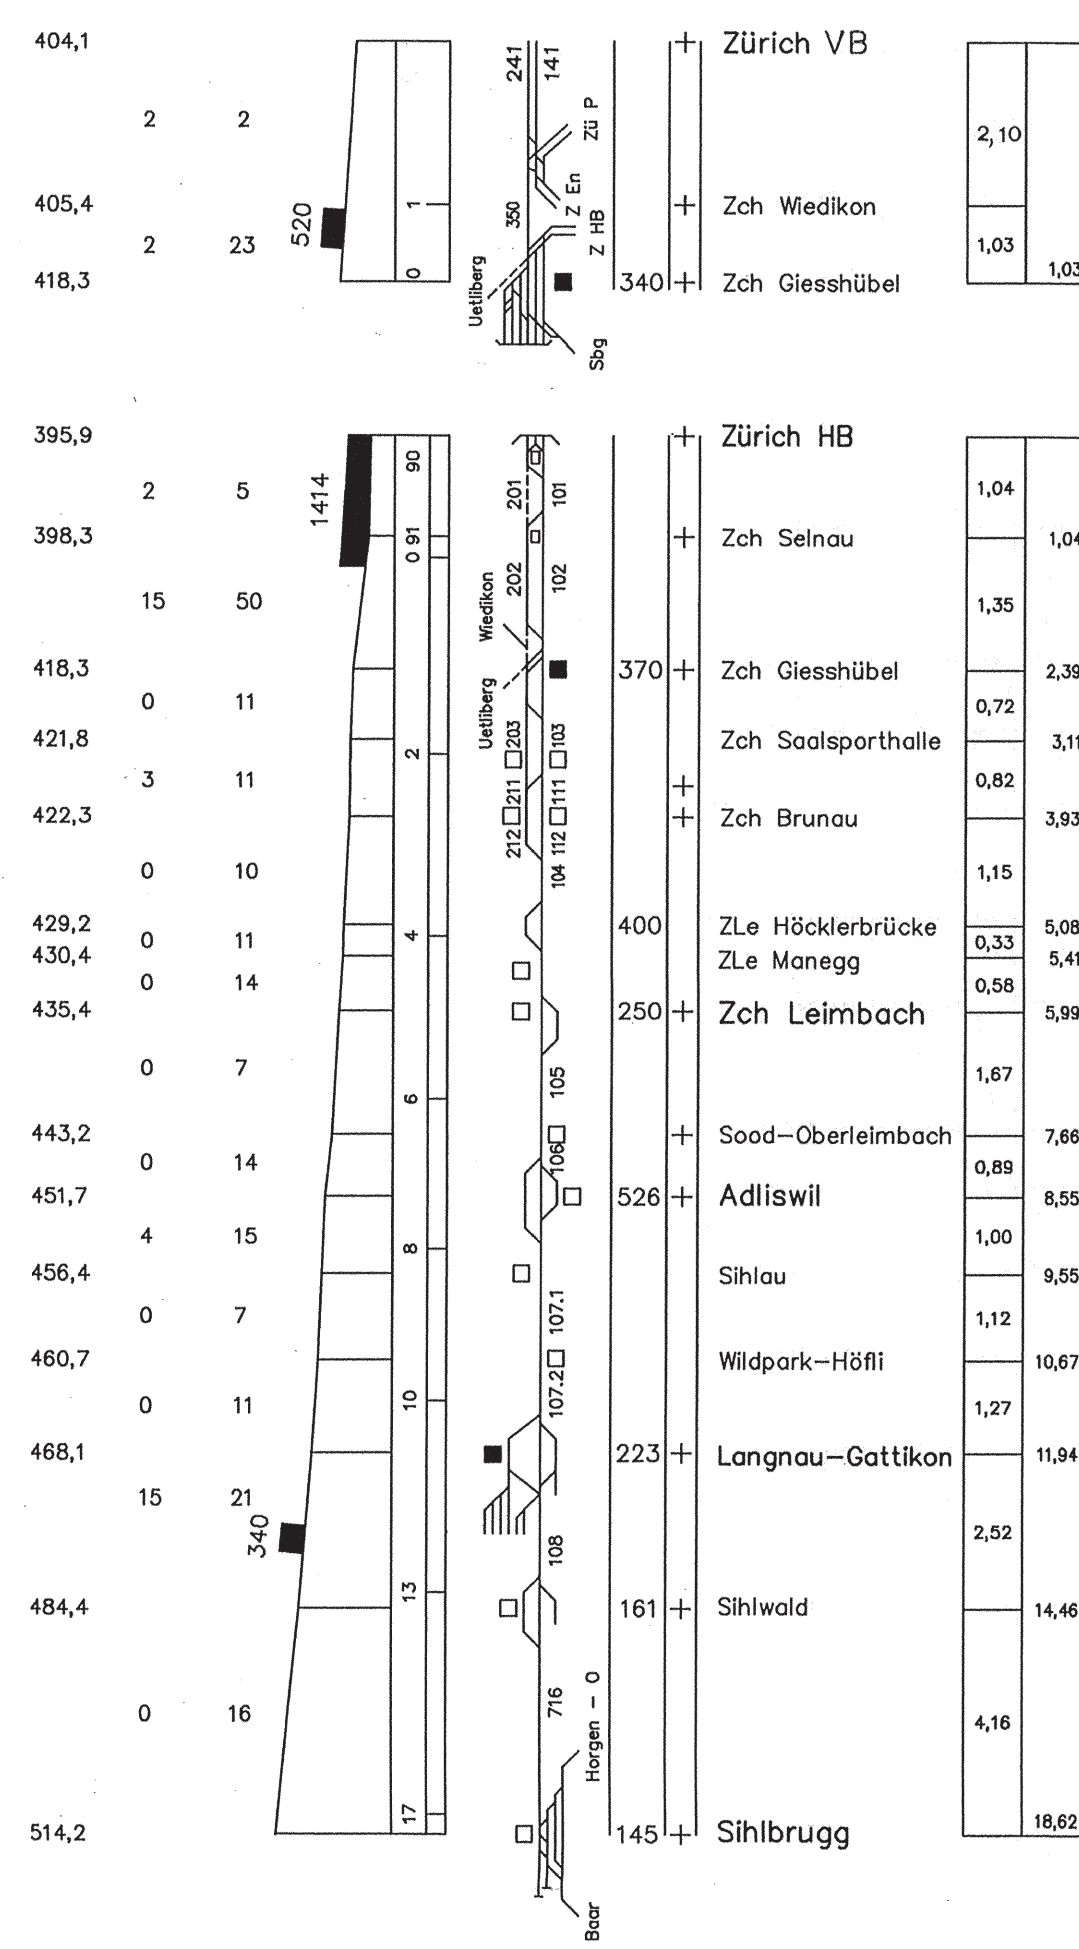 404,1 Zürich VB
241 141
2 2 Zü P 2,10
405,4 1 350 Z En Zch Wiedikon
520
2 23 Z HB 1,03
418,3 0 Uetliberg 340 Zch Giesshübel 1,03
Sbg
395,9 90 Zürich HB
1414
2 5 201 101 1,04
398,3 91 Zch Selnau 1,04
0
15 50 202 102 1,35
Wiedikon
418,3 370 Zch Giesshübel 2,39
Uetliberg
0 11 0,72
421,8 2 203 103 Zch Saalsporthalle 3,11
3 11 211 111 0,82
422,3 212 112 Zch Brunau 3,93
0 10 104 1,15
429,2 4 400 ZLe Höcklerbrücke 5,08
0 11 0,33
430,4 ZLe Manegg 5,41
0 14 0,58
435,4 250 Zch Leimbach 5,99
0 7 6 105 1,67
443,2 Sood-Oberleimbach 7,66
0 14 106 0,89
451,7 526 Adliswil 8,55
4 15 8 1,00
456,4 Sihlau 9,55
0 7 107.1 1,12
460,7 Wildpark-Höfli 10,67
0 11 10 107.2 1,27
468,1 223 Langnau-Gattikon 11,94
15 21 2,52
340 108
13
484,4 161 Sihlwald 14,46
0 16 716 4,16
Horgen - O
17
514,2 145 Sihlbrugg 18,62
Baar